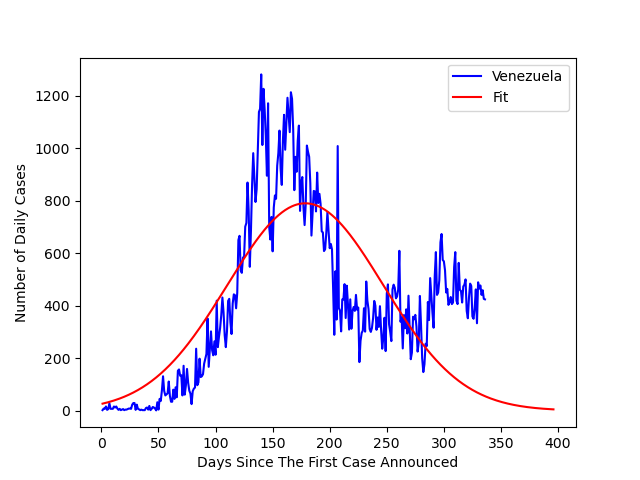 Venezuela
Fit
1200
1000
800
600
400
200
0
Number of Daily Cases
0 50 100 150 200 250 300 350 400
Days Since The First Case Announced